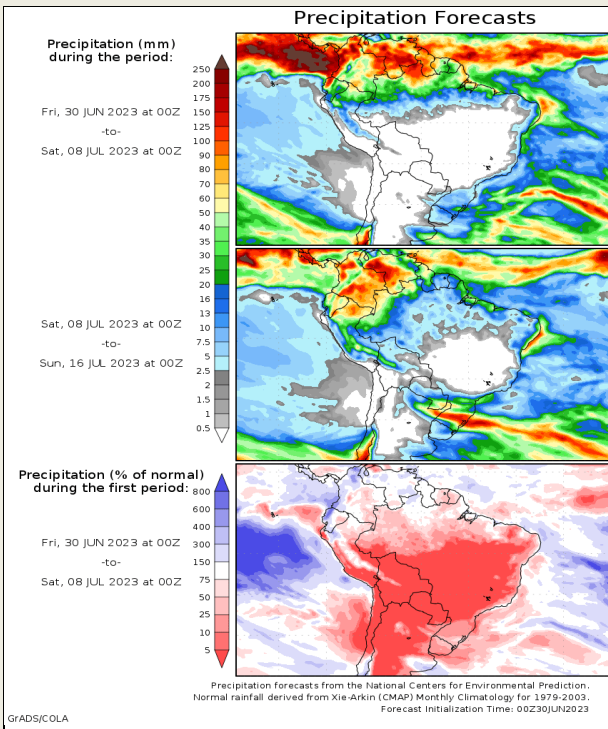 Precipitation Forecasts
Precipitation (mm)
during the period:
Fri, 30 JUN 2023 at 00Z
-to-
Sat, 08 JUL 2023 at 00Z
250
200
175
150
125
100
90
80
70
60
50
40
35
30
25
20
16
13
10
7.5
5
2.5
2
1.5
1
0.5
Sat, 08 JUL 2023 at 00Z
-to-
Sun, 16 JUL 2023 at 00Z
Precipitation (% of normal)
during the first period:
Fri, 30 JUN 2023 at 00Z
-to-
Sat, 08 JUL 2023 at 00Z
800
600
400
300
150
75
50
25
10
5
Precipitation forecasts from the National Centers for Environmental Prediction.
Normal rainfall derived from Xie-Arkin (CMAP) Monthly Climatology for 1979-2003.
Forecast Initialization Time: 00Z30JUN2023
GrADS/COLA